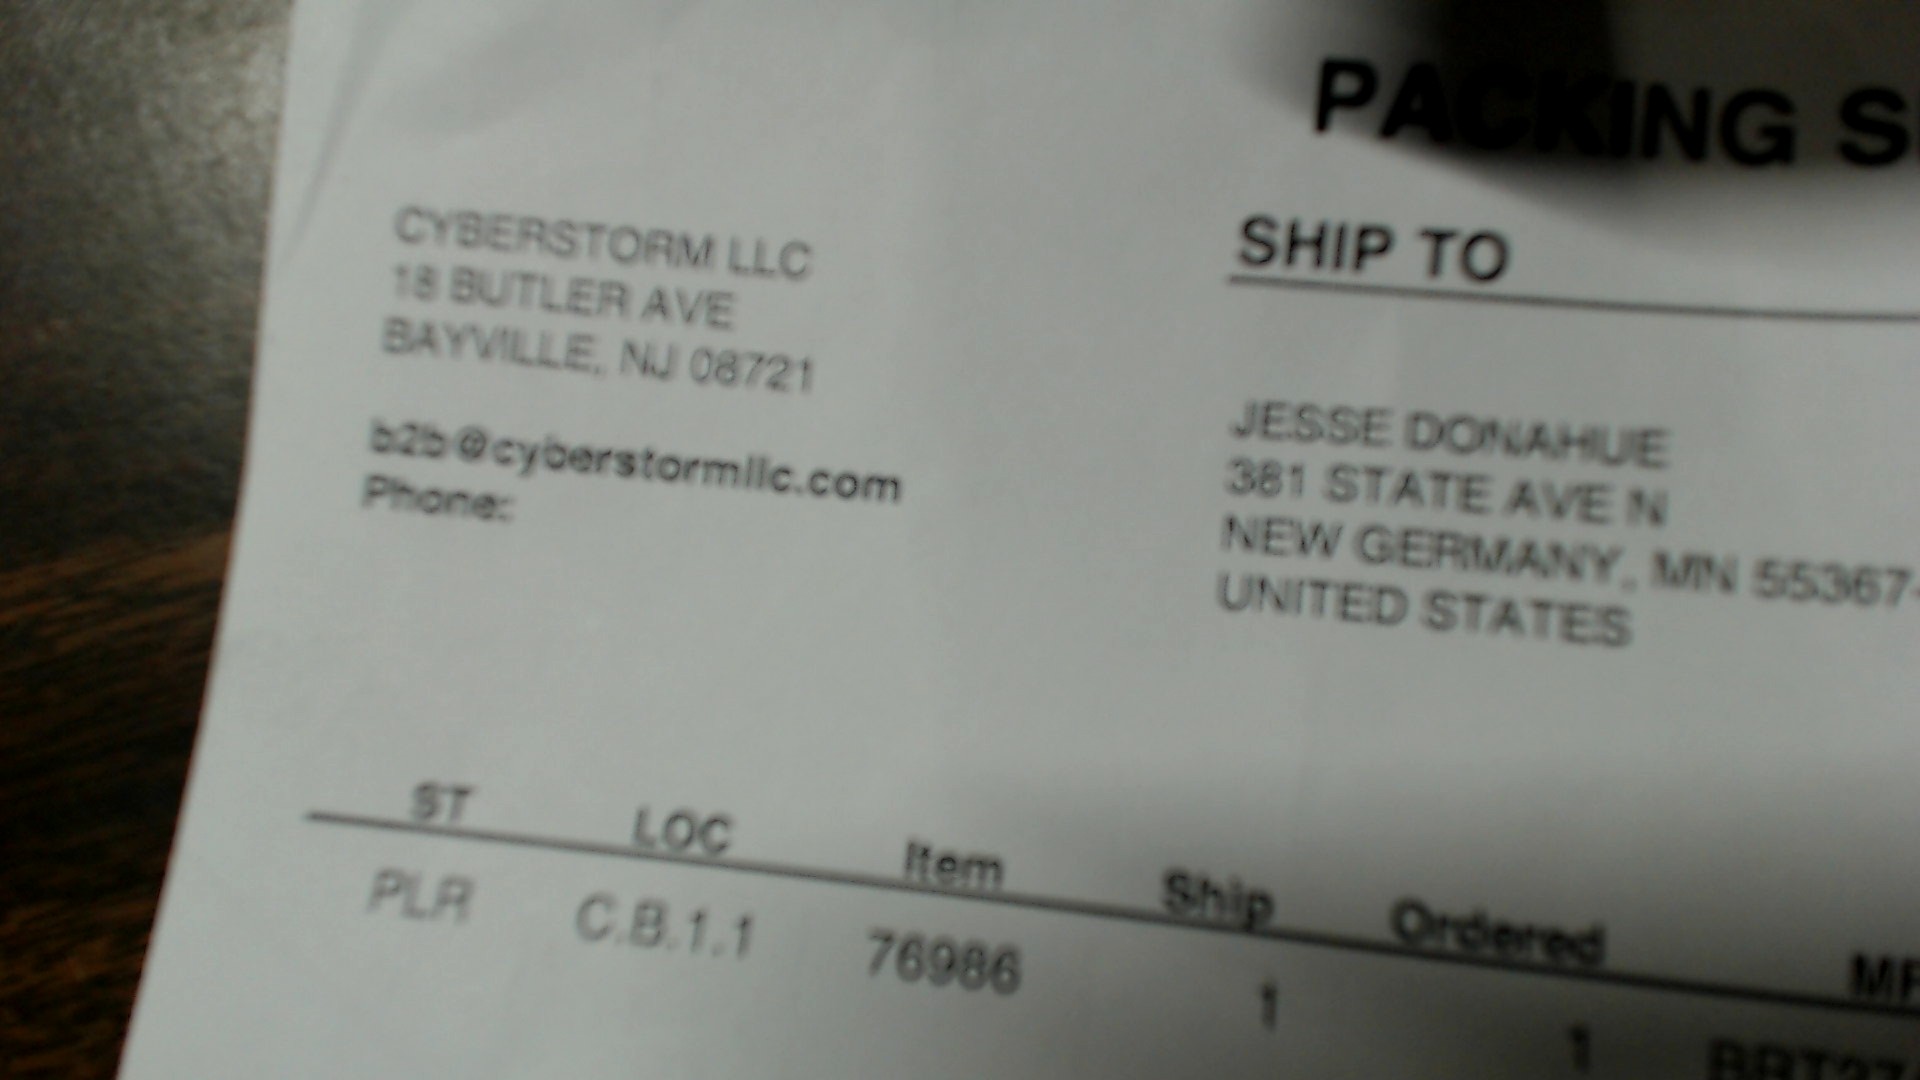 PACKING S
CYBERSTORM LLC
18 BUTLER AVE
BAYVILLE, NJ 08721
b2b@cyberstormllc.com
Phone:
SHIP TO
JESSE DONAHUE
381 STATE AVE N
NEW GERMANY, MN 55367-
UNITED STATES
ST LOC Item Ship Ordered
PLR C.B.1.1 76986 1 1